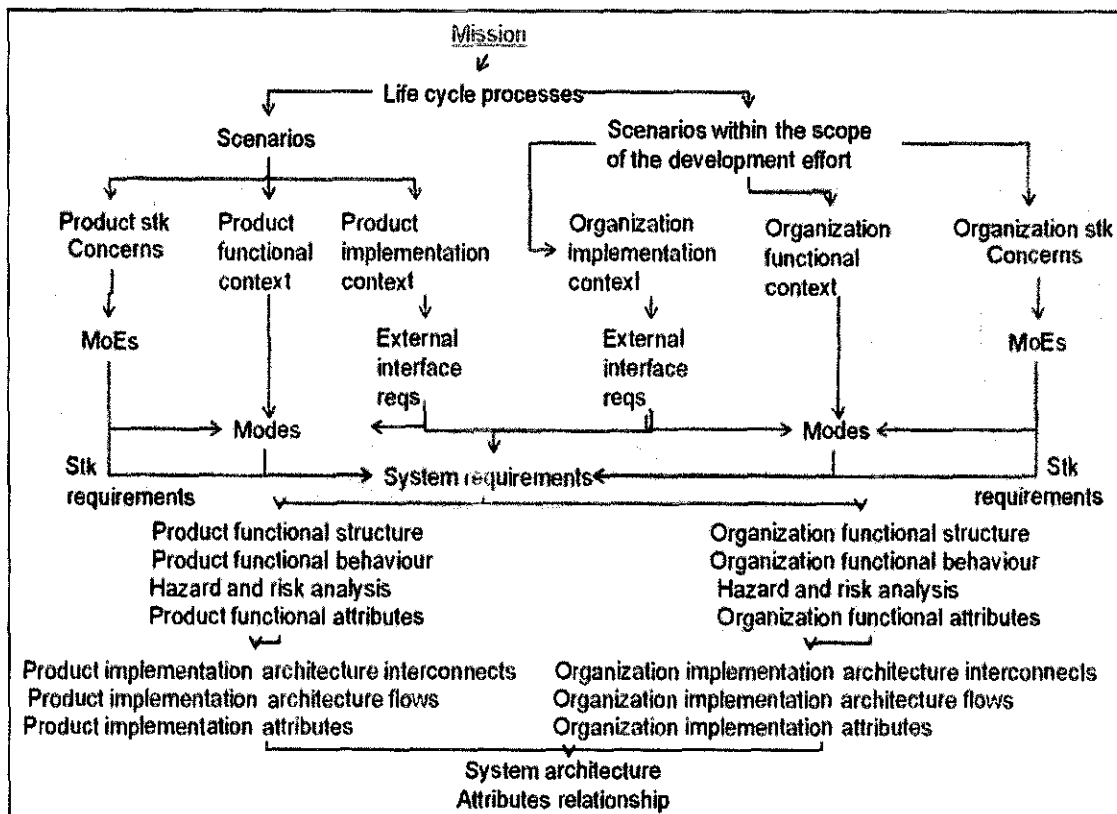 Mission
Life cycle processes
Scenarios
Scenarios within the scope
of the development effort
Product stk
Concerns
Product
functional
context
Product
implementation
context
Organization
implementation
context
Organization
functional
context
Organization stk
Concerns
MoEs
External
interface
reqs
External
interface
reqs
MoEs
Modes
Modes
Stk
requirements
System requirements
Stk
requirements
Product functional structure
Product functional behaviour
Hazard and risk analysis
Product functional attributes
Organization functional structure
Organization functional behaviour
Hazard and risk analysis
Organization functional attributes
Product implementation architecture interconnects
Product implementation architecture flows
Product implementation attributes
Organization implementation architecture interconnects
Organization implementation architecture flows
Organization implementation attributes
System architecture
Attributes relationship